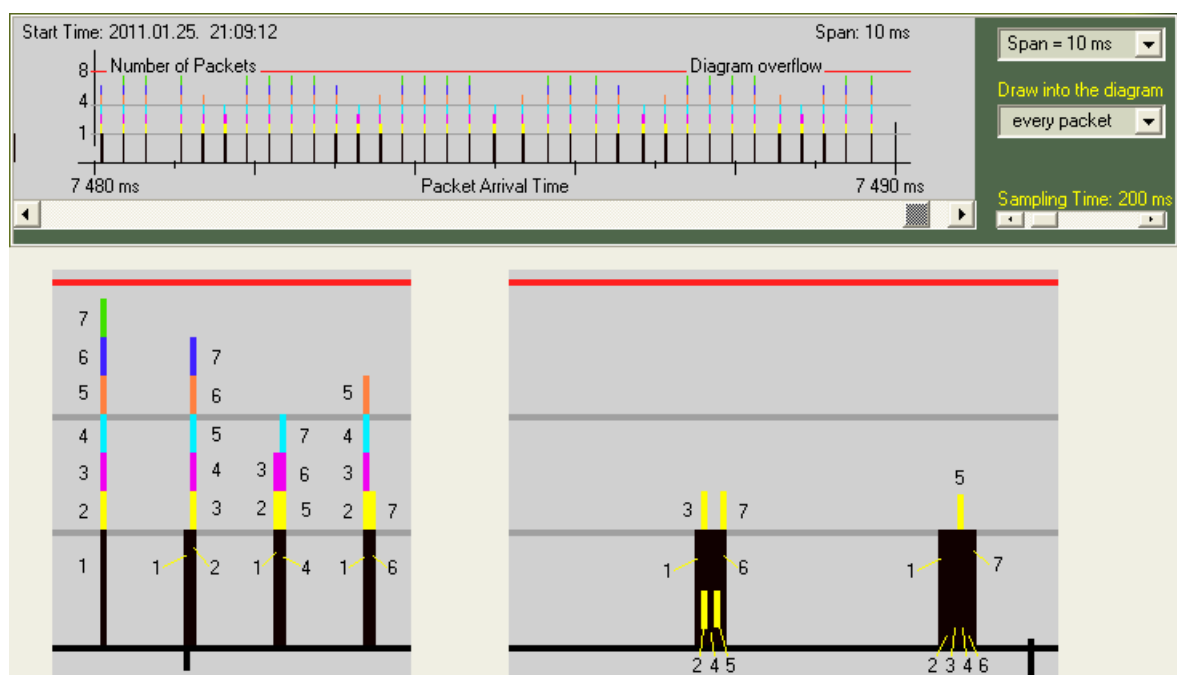 Start Time: 2011.01.25. 21:09:12 Span: 10 ms
Span = 10 ms
8 Number of Packets Diagram overflow
Draw into the diagram
4
every packet
1
7 480 ms Packet Arrival Time 7 490 ms
Sampling Time: 200 ms
7
6 7
5 6 5
4 5 7 4
3 4 3 6 3
2 3 2 5 2 7
1 1 2 1 4 1 6
5
3 7
1 6 1 7
2 4 5 2 3 4 6